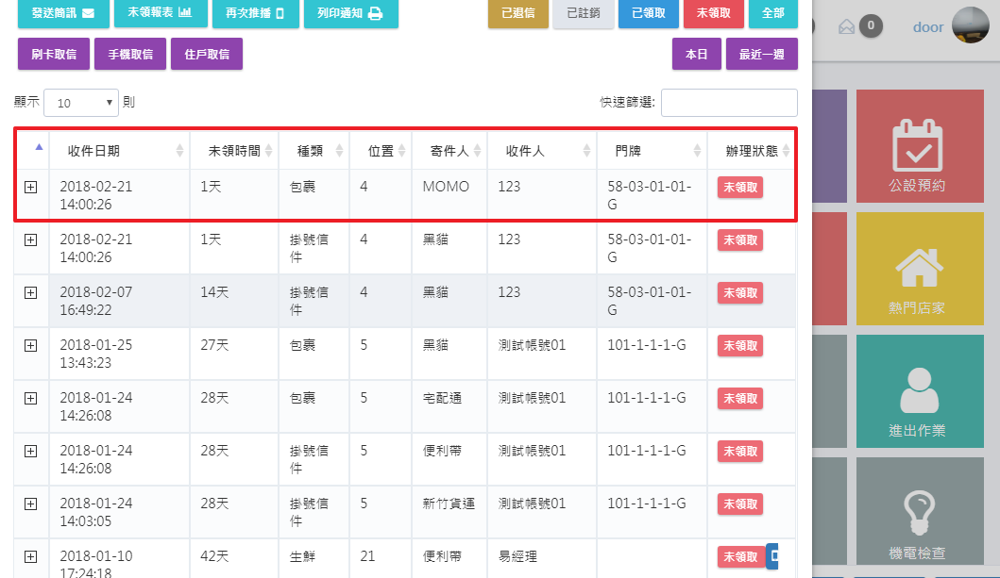 發送簡訊 未領報表 再次推播 列印通知 已退信 已註銷 已領取 未領取 全部
刷卡取信 手機取信 住戶取信 本日 最近一週
顯示 10 則 快速篩選:
收件日期 未領時間 種類 位置 寄件人 收件人 門牌 辦理狀態
2018-02-21 1天 包裹 4 MOMO 123 58-03-01-01- 未領取
14:00:26 G
2018-02-21 1天 掛號信 4 黑貓 123 58-03-01-01- 未領取
14:00:26 件 G
2018-02-07 14天 掛號信 4 黑貓 123 58-03-01-01- 未領取
16:49:22 件 G
2018-01-25 27天 包裹 5 黑貓 測試帳號01 101-1-1-1-G 未領取
13:43:23
2018-01-24 28天 包裹 5 宅配通 測試帳號01 101-1-1-1-G 未領取
14:26:08
2018-01-24 28天 掛號信 5 便利帶 測試帳號01 101-1-1-1-G 未領取
14:26:08 件
2018-01-24 28天 掛號信 5 新竹貨運 測試帳號01 101-1-1-1-G 未領取
14:03:05 件
2018-01-10 42天 生鮮 21 便利帶 易經理 未領取
17:24:18
0 door
公設預約
熱門店家
進出作業
機電檢查